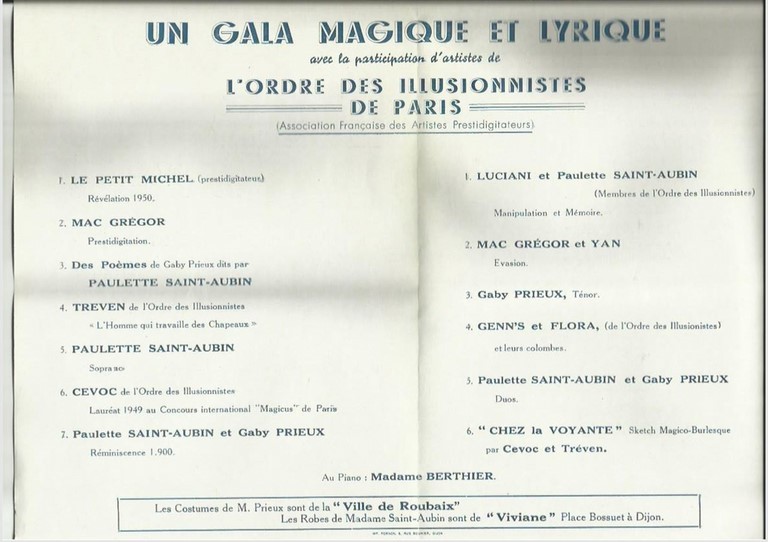 UN GALA MAGIQUE ET LYRIQUE
avec la participation d'artistes de
L'ORDRE DES ILLUSIONNISTES
DE PARIS
(Association Française des Artistes Prestidigitateurs)
1. LE PETIT MICHEL (prestidigitateur)
Révélation 1950.
2. MAC GRÉGOR
Prestidigitation.
3. Des Poèmes de Gaby Prieux dits par
PAULETTE SAINT-AUBIN
4. TREVEN de l'Ordre des Illusionnistes
« L'Homme qui travaille des Chapeaux »
5. PAULETTE SAINT-AUBIN
Soprano
6. CEVOC de l'Ordre des Illusionnistes
Lauréat 1949 au Concours international "Magicus" de Paris
7. Paulette SAINT-AUBIN et Gaby PRIEUX
Réminiscence 1.900.
1. LUCIANI et Paulette SAINT-AUBIN
(Membres de l'Ordre des Illusionnistes)
Manipulation et Mémoire.
2. MAC GRÉGOR et YAN
Evasion.
3. Gaby PRIEUX, Ténor.
4. GENN'S et FLORA, (de l'Ordre des Illusionistes)
et leurs colombes.
5. Paulette SAINT-AUBIN et Gaby PRIEUX
Duos.
6. " CHEZ la VOYANTE " Sketch Magico-Burlesque
par Cevoc et Tréven.
Au Piano : Madame BERTHIER.
Les Costumes de M. Prieux sont de la " Ville de Roubaix"
Les Robes de Madame Saint-Aubin sont de " Viviane " Place Bossuet à Dijon.